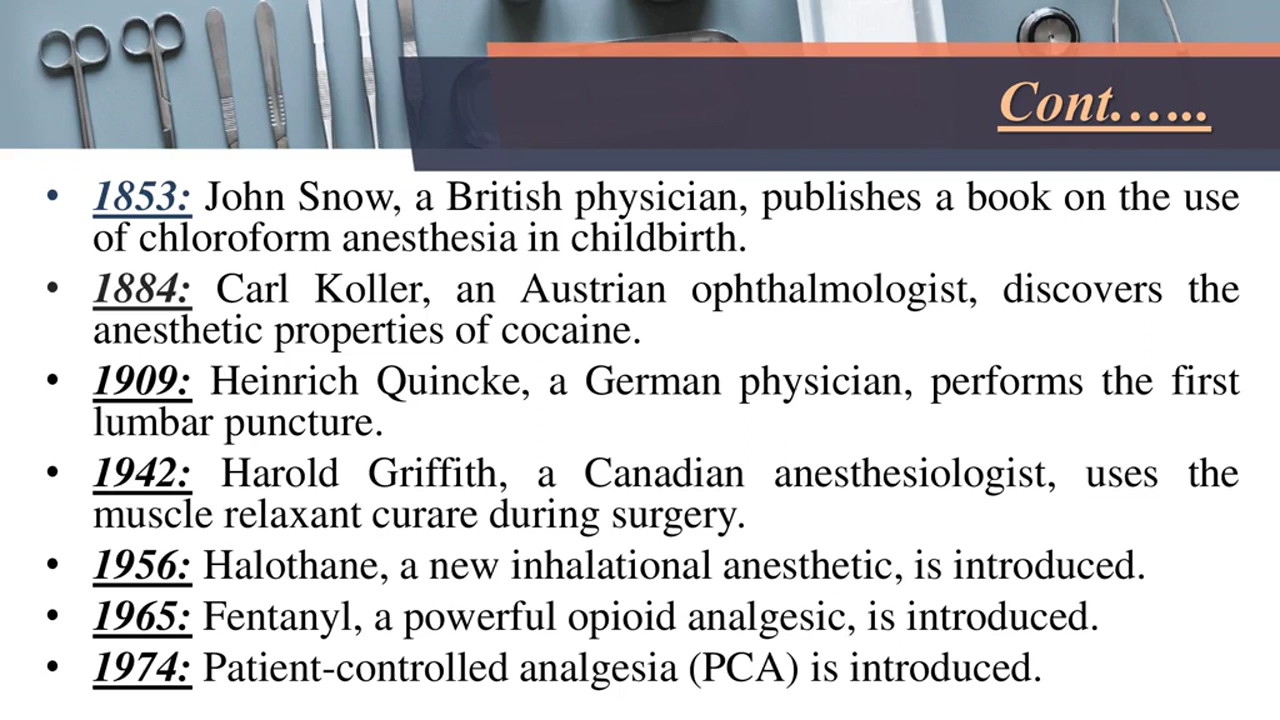 Cont.…...
• 1853: John Snow, a British physician, publishes a book on the use
of chloroform anesthesia in childbirth.
• 1884: Carl Koller, an Austrian ophthalmologist, discovers the
anesthetic properties of cocaine.
• 1909: Heinrich Quincke, a German physician, performs the first
lumbar puncture.
• 1942: Harold Griffith, a Canadian anesthesiologist, uses the
muscle relaxant curare during surgery.
• 1956: Halothane, a new inhalational anesthetic, is introduced.
• 1965: Fentanyl, a powerful opioid analgesic, is introduced.
• 1974: Patient-controlled analgesia (PCA) is introduced.